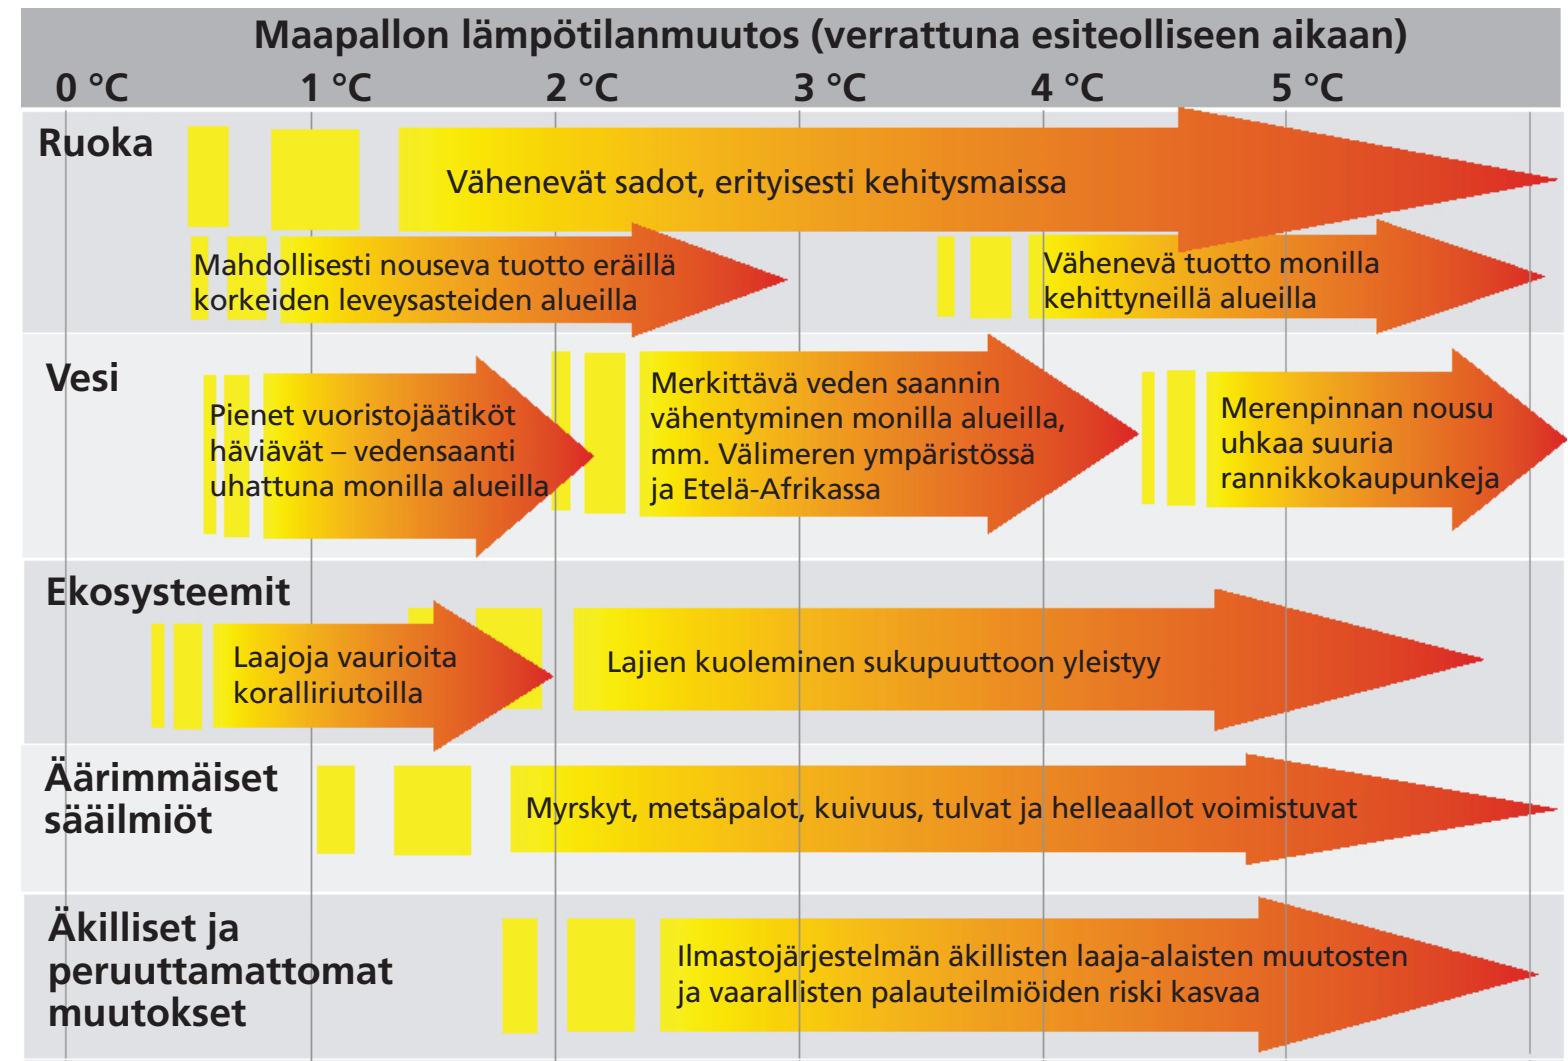 Maapallon lämpötilanmuutos (verrattuna esiteolliseen aikaan)
0 °C 1 °C 2 °C 3 °C 4 °C 5 °C
Ruoka
Vähenevät sadot, erityisesti kehitysmaissa
Mahdollisesti nouseva tuotto eräillä
korkeiden leveysasteiden alueilla
Vähenevä tuotto monilla
kehittyneillä alueilla
Vesi
Pienet vuoristojäätiköt
häviävät – vedensaanti
uhattuna monilla alueilla
Merkittävä veden saannin
vähentyminen monilla alueilla,
mm. Välimeren ympäristössä
ja Etelä-Afrikassa
Merenpinnan nousu
uhkaa suuria
rannikkokaupunkeja
Ekosysteemit
Laajoja vaurioita
koralliriutoilla
Lajien kuoleminen sukupuuttoon yleistyy
Äärimmäiset
sääilmiöt
Myrskyt, metsäpalot, kuivuus, tulvat ja helleaallot voimistuvat
Äkilliset ja
peruuttamattomat
muutokset
Ilmastojärjestelmän äkillisten laaja-alaisten muutosten
ja vaarallisten palauteilmiöiden riski kasvaa